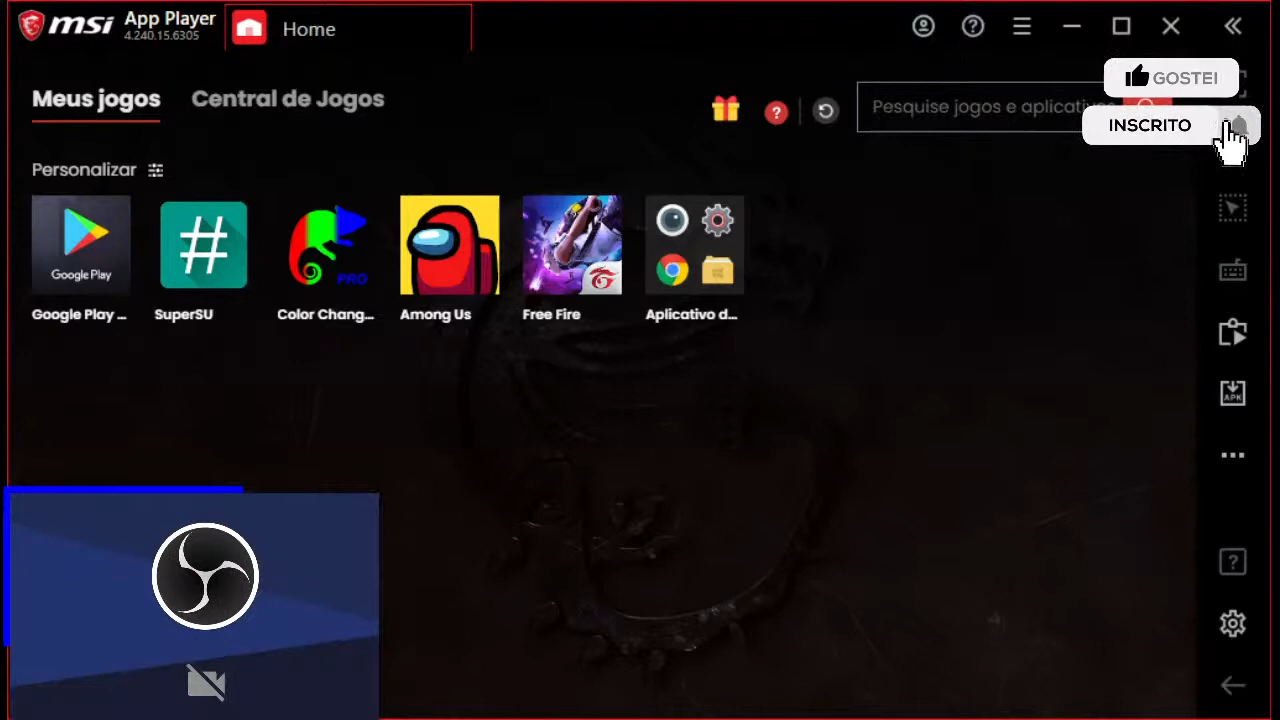 msi App Player
4.240.15.6305
Home
GOSTEI
Meus jogos Central de Jogos
Pesquise jogos e aplicativos
INSCRITO
Personalizar
Google Play
PRO
Google Play ...
SuperSU
Color Chang...
Among Us
Free Fire
Aplicativo d...
APK